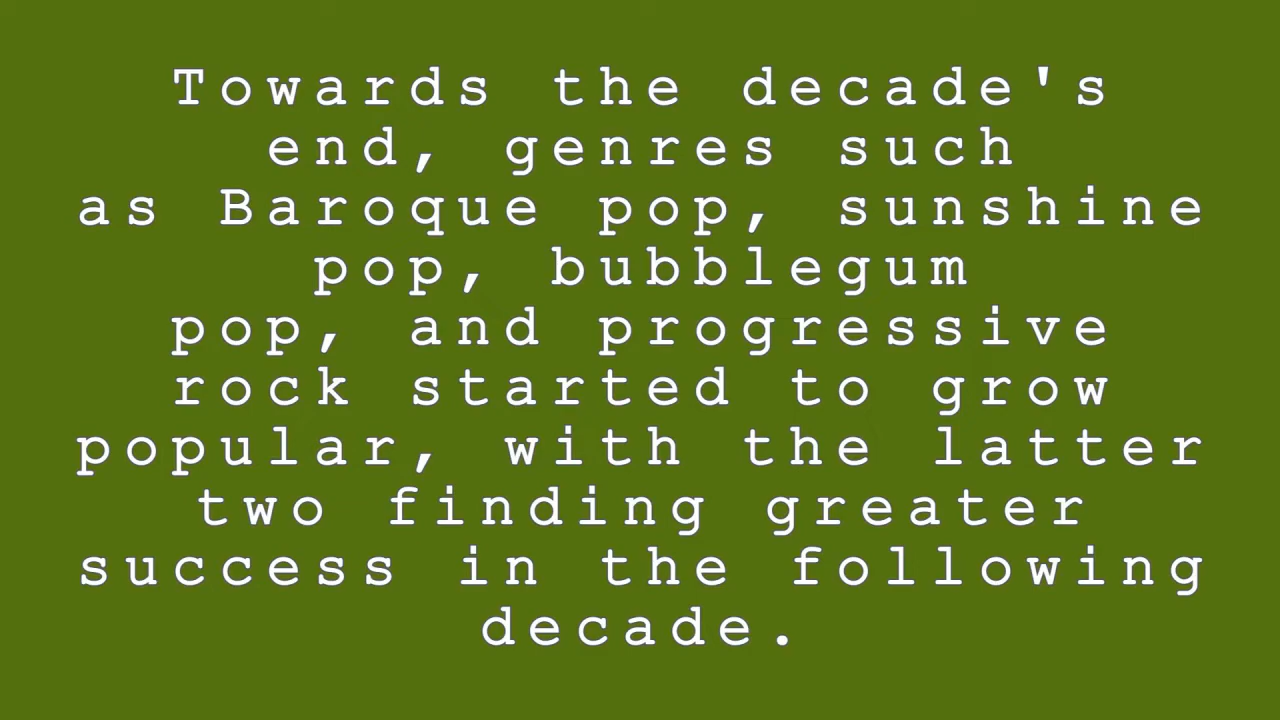 Towards the decade's
end, genres such
as Baroque pop, sunshine
pop, bubblegum
pop, and progressive
rock started to grow
popular, with the latter
two finding greater
success in the following
decade.